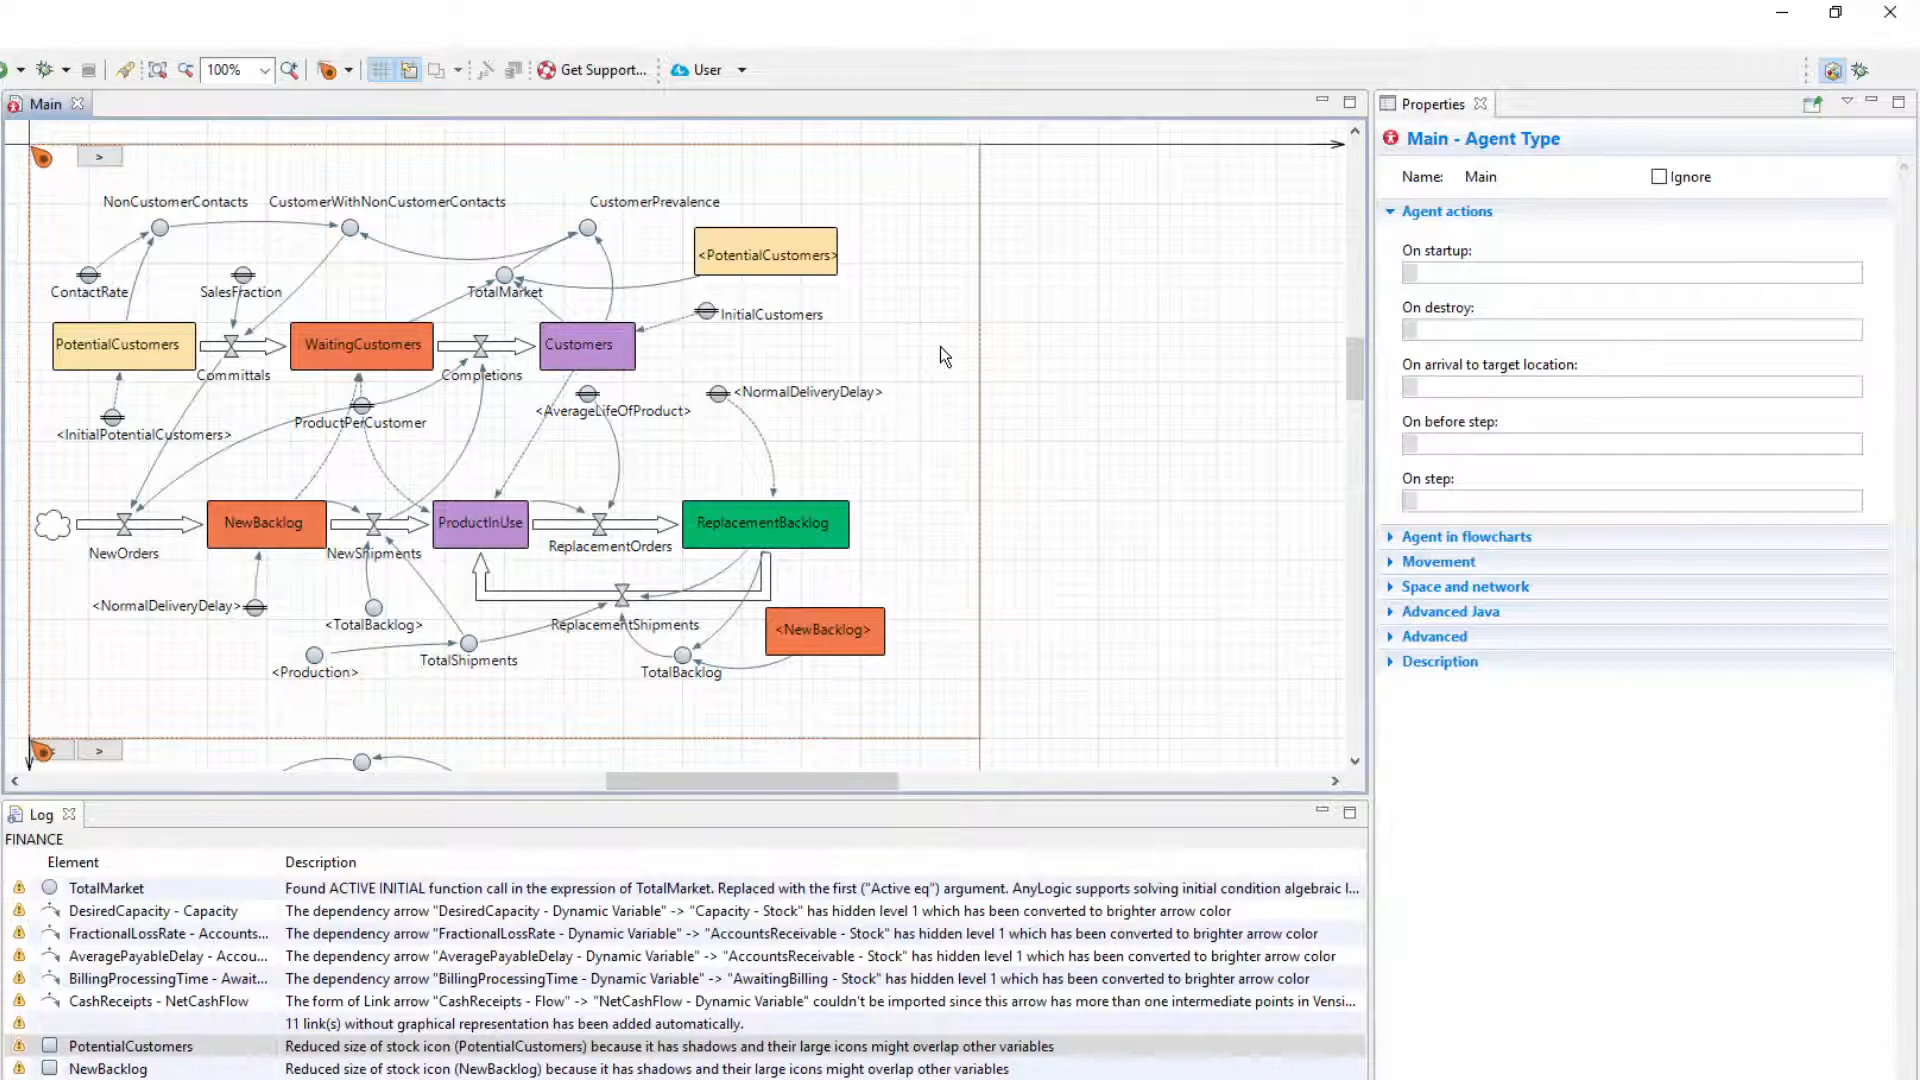 100%
Get Support...
User
Main
>
NonCustomerContacts
CustomerWithNonCustomerContacts
CustomerPrevalence
<PotentialCustomers>
ContactRate
SalesFraction
TotalMarket
InitialCustomers
PotentialCustomers
WaitingCustomers
Customers
Committals
Completions
<NormalDeliveryDelay>
<AverageLifeOfProduct>
ProductPerCustomer
<InitialPotentialCustomers>
NewBacklog
ProductInUse
ReplacementBacklog
NewOrders
NewShipments
ReplacementOrders
<NormalDeliveryDelay>
<TotalBacklog>
ReplacementShipments
<NewBacklog>
TotalShipments
<Production>
TotalBacklog
>
Properties
Main - Agent Type
Name: Main
Ignore
Agent actions
On startup:
On destroy:
On arrival to target location:
On before step:
On step:
Agent in flowcharts
Movement
Space and network
Advanced Java
Advanced
Description
Log
FINANCE
Element Description
TotalMarket Found ACTIVE INITIAL function call in the expression of TotalMarket. Replaced with the first ("Active eq") argument. AnyLogic supports solving initial condition algebraic l...
DesiredCapacity - Capacity The dependency arrow "DesiredCapacity - Dynamic Variable" -> "Capacity - Stock" has hidden level 1 which has been converted to brighter arrow color
FractionalLossRate - Accounts... The dependency arrow "FractionalLossRate - Dynamic Variable" -> "AccountsReceivable - Stock" has hidden level 1 which has been converted to brighter arrow color
AveragePayableDelay - Accou... The dependency arrow "AveragePayableDelay - Dynamic Variable" -> "AccountsReceivable - Stock" has hidden level 1 which has been converted to brighter arrow color
BillingProcessingTime - Await... The dependency arrow "BillingProcessingTime - Dynamic Variable" -> "AwaitingBilling - Stock" has hidden level 1 which has been converted to brighter arrow color
CashReceipts - NetCashFlow The form of Link arrow "CashReceipts - Flow" -> "NetCashFlow - Dynamic Variable" couldn't be imported since this arrow has more than one intermediate points in Vensi...
11 link(s) without graphical representation has been added automatically.
PotentialCustomers Reduced size of stock icon (PotentialCustomers) because it has shadows and their large icons might overlap other variables
NewBacklog Reduced size of stock icon (NewBacklog) because it has shadows and their large icons might overlap other variables